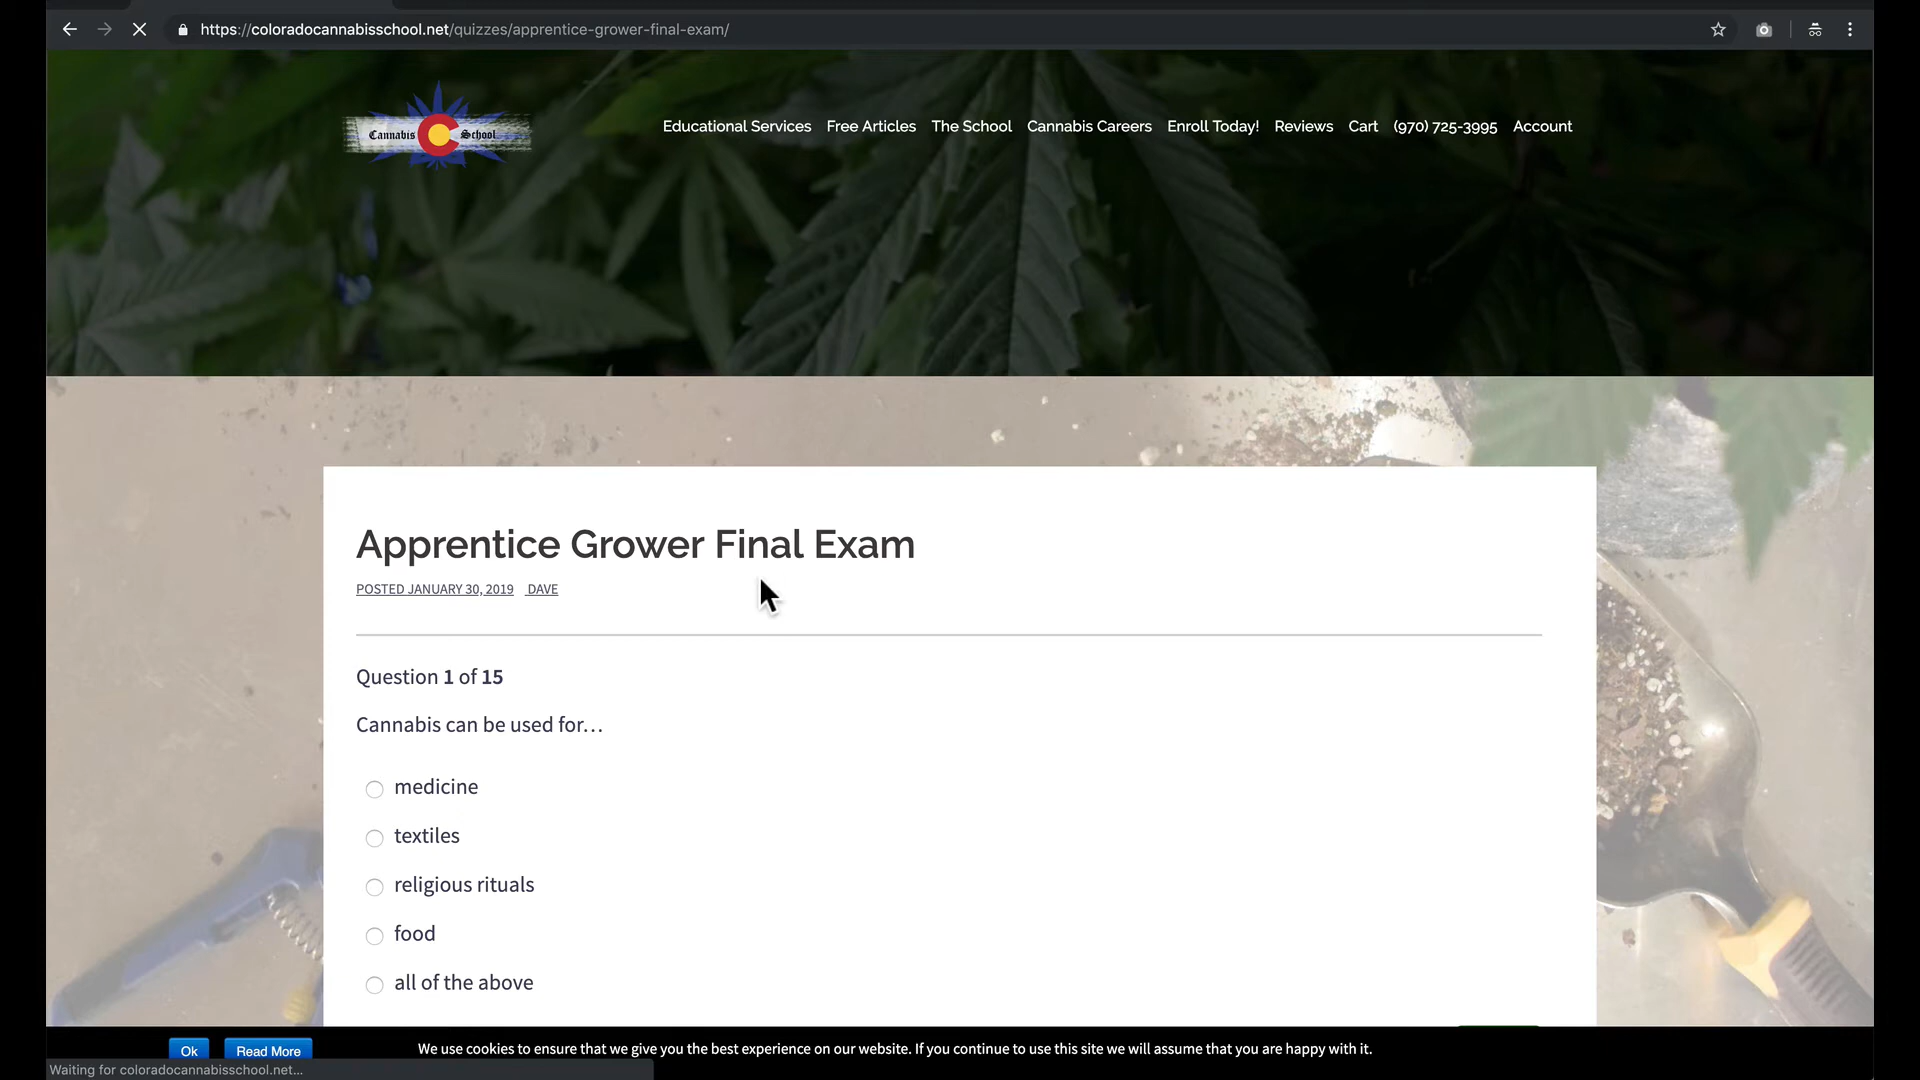 https://coloradocannabisschool.net/quizzes/apprentice-grower-final-exam/
Cannabis School
Educational Services Free Articles The School Cannabis Careers Enroll Today! Reviews Cart (970) 725-3995 Account
Apprentice Grower Final Exam
POSTED JANUARY 30, 2019 DAVE
Question 1 of 15
Cannabis can be used for...
medicine
textiles
religious rituals
food
all of the above
Ok Read More We use cookies to ensure that we give you the best experience on our website. If you continue to use this site we will assume that you are happy with it.
Waiting for coloradocannabisschool.net...